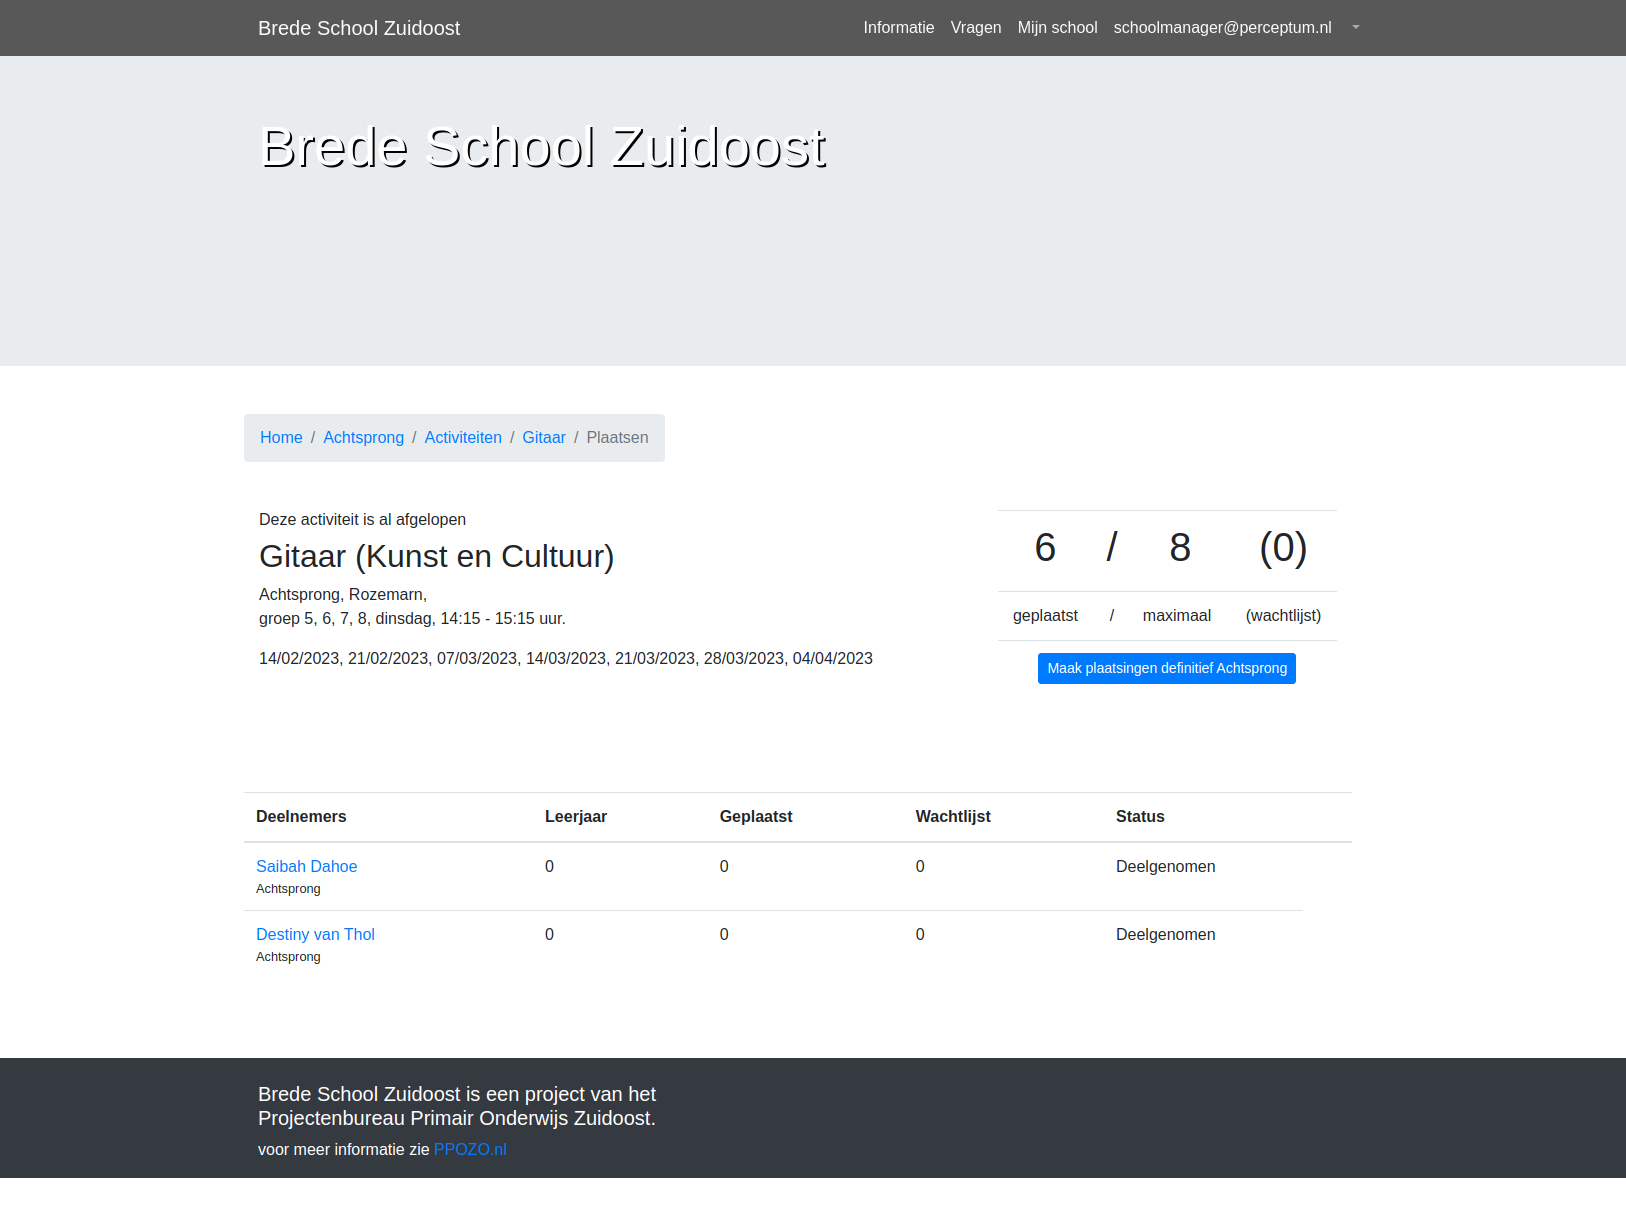 Brede School Zuidoost
Informatie Vragen Mijn school schoolmanager@perceptum.nl
Brede School Zuidoost
Home / Achtsprong / Activiteiten / Gitaar / Plaatsen
Deze activiteit is al afgelopen
Gitaar (Kunst en Cultuur)
Achtsprong, Rozemarn,
groep 5, 6, 7, 8, dinsdag, 14:15 - 15:15 uur.
14/02/2023, 21/02/2023, 07/03/2023, 14/03/2023, 21/03/2023, 28/03/2023, 04/04/2023
6 / 8 (0)
geplaatst / maximaal (wachtlijst)
Maak plaatsingen definitief Achtsprong
Deelnemers Leerjaar Geplaatst Wachtlijst Status
Saibah Dahoe 0 0 0 Deelgenomen
Achtsprong
Destiny van Thol 0 0 0 Deelgenomen
Achtsprong
Brede School Zuidoost is een project van het
Projectenbureau Primair Onderwijs Zuidoost.
voor meer informatie zie PPOZO.nl